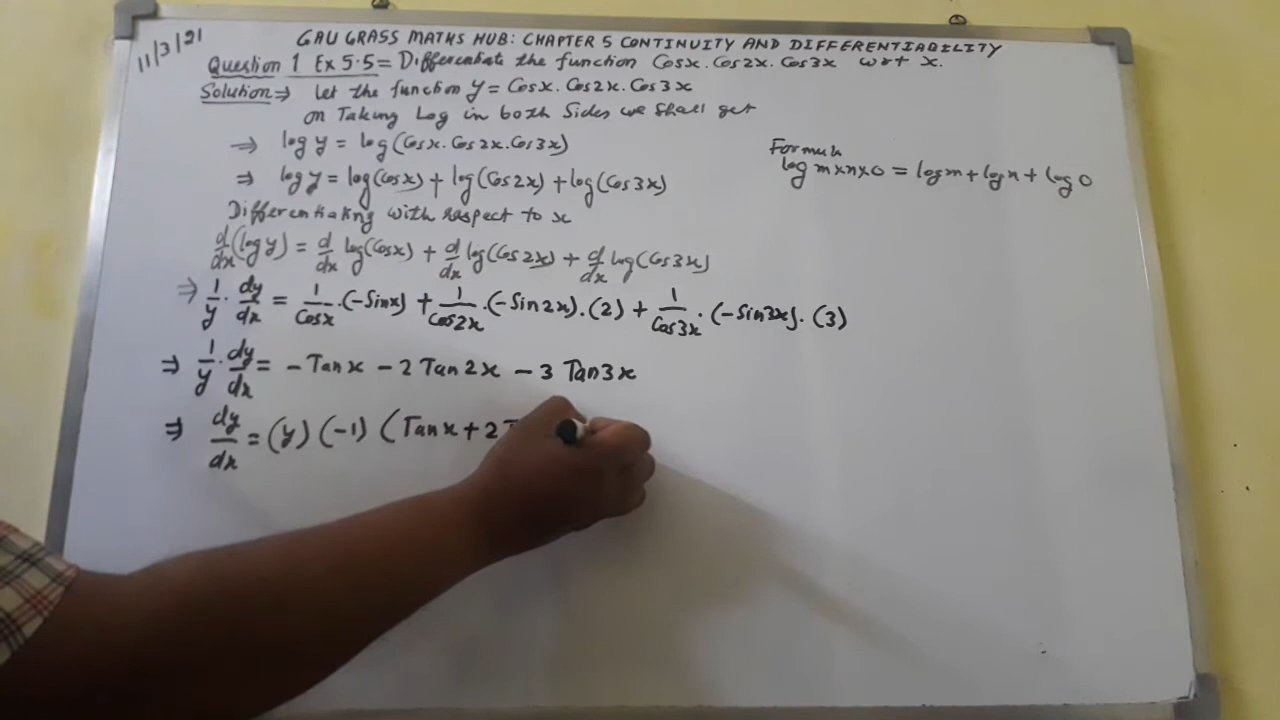 11/3/21
GAU GRASS MATHS HUB: CHAPTER 5 CONTINUITY AND DIFFERENTIABILITY
Question 1 Ex 5.5 = Differentiate the function Cosx. Cos2x. Cos3x wrt x.
Solution ⇒ let the function y = Cosx. Cos2x. Cos3x
on Taking Log in both Sides we Shall get
⇒ log y = log(Cosx. Cos2x. Cos3x)
Formula
log m×n×o = log m + log n + log o
⇒ log y = log(Cosx) + log(Cos2x) + log(Cos3x)
Differentiating with respect to x
d/dx (log y) = d/dx log(Cosx) + d/dx log(Cos2x) + d/dx log(Cos3x)
⇒ 1/y . dy/dx = 1/Cosx . (-Sinx) + 1/Cos2x . (-Sin2x). (2) + 1/Cos3x . (-Sin3x). (3)
⇒ 1/y . dy/dx = - Tanx - 2 Tan2x - 3 Tan3x
⇒ dy/dx = (y) (-1) (Tanx + 2T